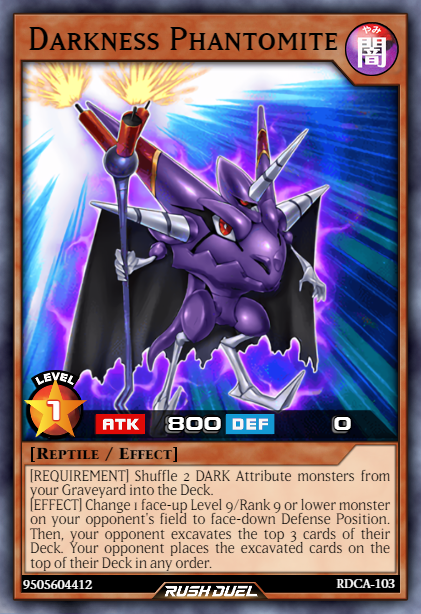 Darkness Phantomite
やみ
闇
LEVEL
1
ATK 800 DEF 0
[Reptile / Effect]
[REQUIREMENT] Shuffle 2 DARK Attribute monsters from
your Graveyard into the Deck.
[EFFECT] Change 1 face-up Level 9/Rank 9 or lower monster
on your opponent's field to face-down Defense Position.
Then, your opponent excavates the top 3 cards of their
Deck. Your opponent places the excavated cards on the
top of their Deck in any order.
9505604412
RUSH DUEL
RDCA-103